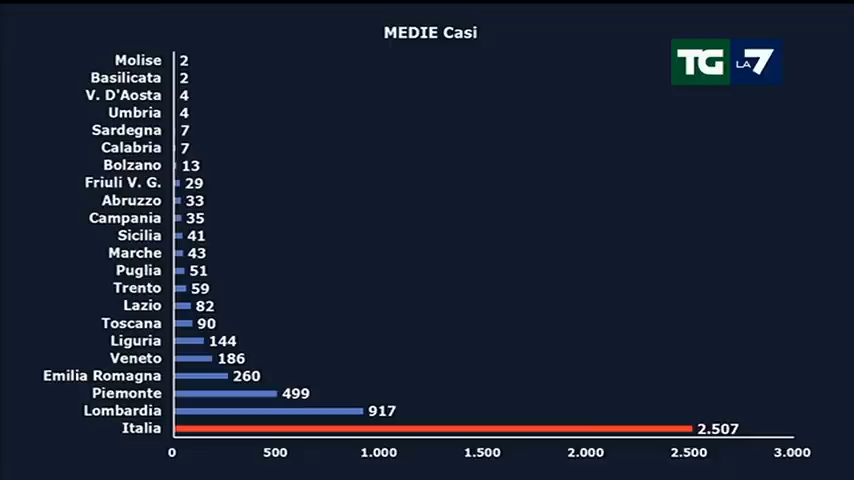 MEDIE Casi
TG LA7
Molise 2
Basilicata 2
V. D'Aosta 4
Umbria 4
Sardegna 7
Calabria 7
Bolzano 13
Friuli V. G. 29
Abruzzo 33
Campania 35
Sicilia 41
Marche 43
Puglia 51
Trento 59
Lazio 82
Toscana 90
Liguria 144
Veneto 186
Emilia Romagna 260
Piemonte 499
Lombardia 917
Italia 2.507
0 500 1.000 1.500 2.000 2.500 3.000